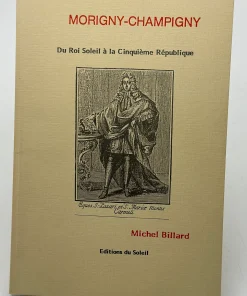 MORIGNY-CHAMPIGNY
Du Roi Soleil à la Cinquième République
Michel Billard
Editions du Soleil